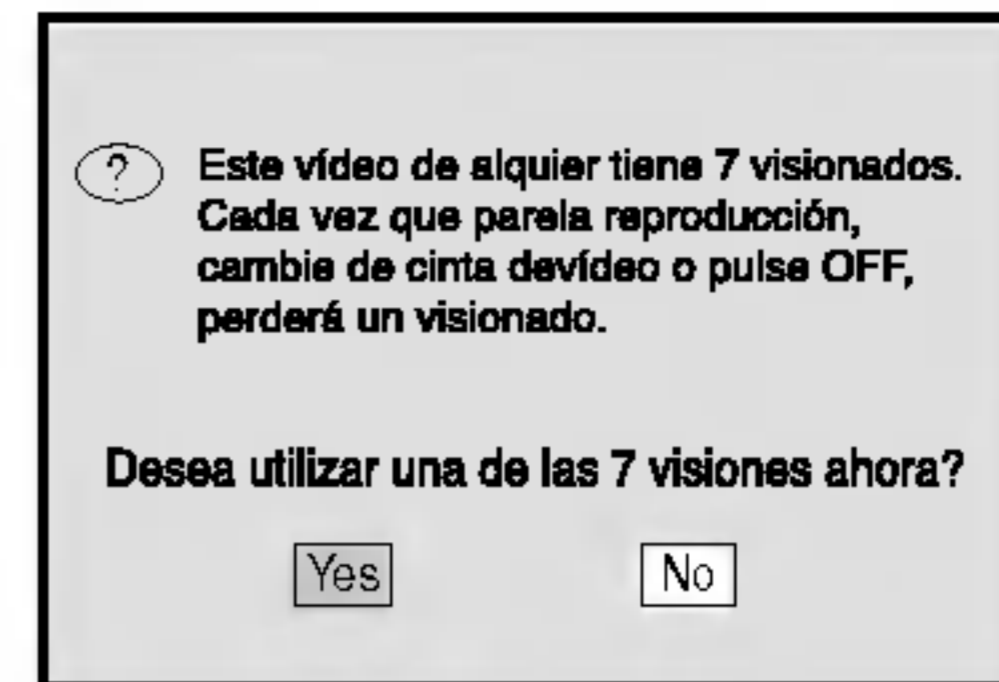 ?
Este vídeo de alquier tiene 7 visionados.
Cada vez que parela reproducción,
cambie de cinta devídeo o pulse OFF,
perderá un visionado.
Desea utilizar una de las 7 visiones ahora?
Yes No